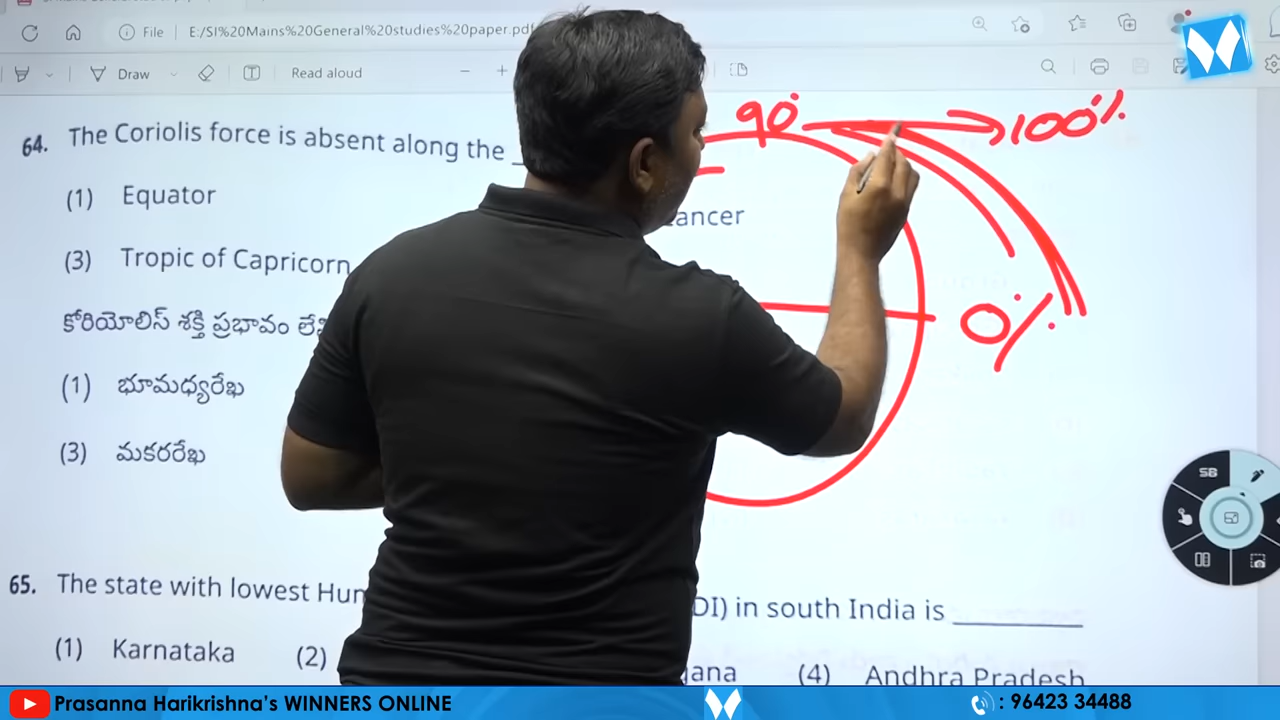 File E:/SI%20Mains%20General%20studies%20paper.pdf
Draw Read aloud
90° 100%
64. The Coriolis force is absent along the
(1) Equator
Cancer
(3) Tropic of Capricorn
0%
కోరియోలిస్ శక్తి ప్రభావం
(1) భూమధ్యరేఖ
(3) మకరరేఖ
SB
65. The state with lowest DI) in south India is ________
(1) Karnataka (2) (4) Andhra Pradesh
Prasanna Harikrishna's WINNERS ONLINE
: 96423 34488